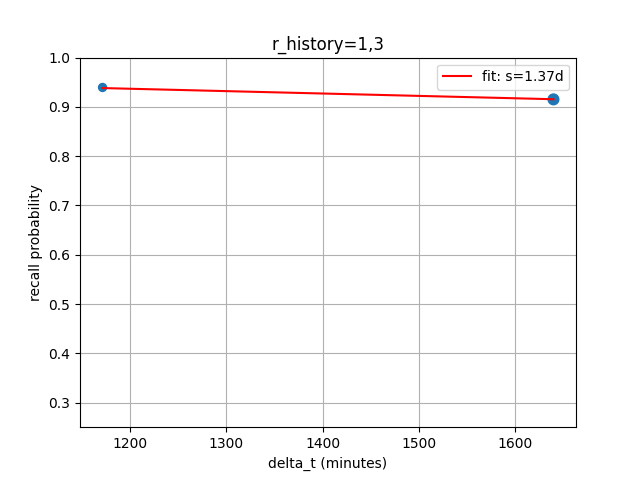 r_history=1,3
fit: s=1.37d
recall probability
1.0
0.9
0.8
0.7
0.6
0.5
0.4
0.3
1200 1300 1400 1500 1600
delta_t (minutes)